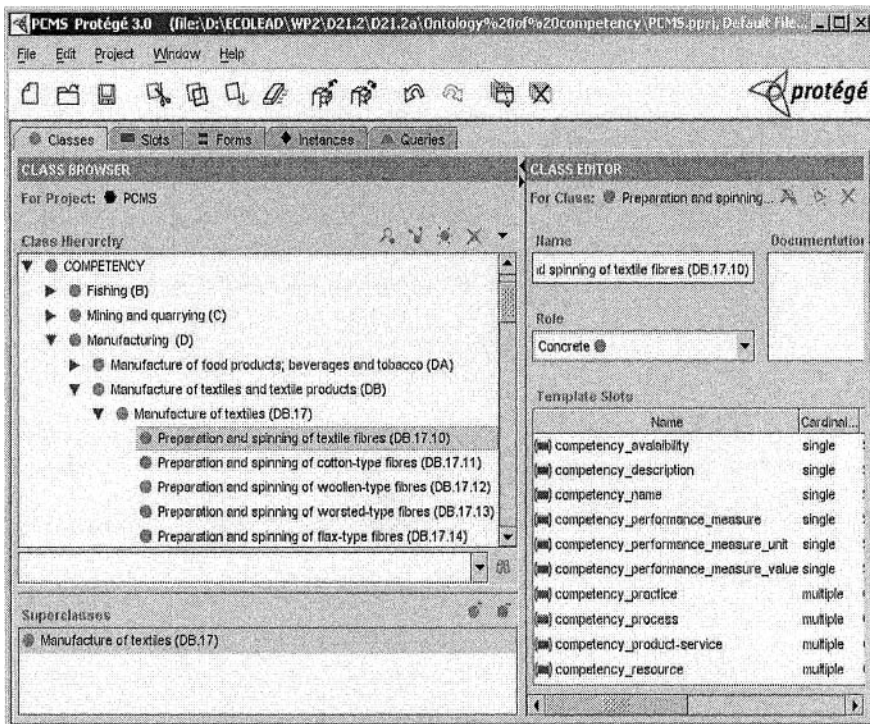 PCMS Protégé 3.0 (file:\D:\ECOLEAD\WP2\D21.2\D21.2a\Ontology%20of%20competency\PCMS.pprj, Default File...
File Edit Project Window Help
protégé
Classes Slots Forms Instances Queries
CLASS BROWSER
For Project: PCMS
Class Hierarchy
COMPETENCY
Fishing (B)
Mining and quarrying (C)
Manufacturing (D)
Manufacture of food products; beverages and tobacco (DA)
Manufacture of textiles and textile products (DB)
Manufacture of textiles (DB.17)
Preparation and spinning of textile fibres (DB.17.10)
Preparation and spinning of cotton-type fibres (DB.17.11)
Preparation and spinning of woollen-type fibres (DB.17.12)
Preparation and spinning of worsted-type fibres (DB.17.13)
Preparation and spinning of flax-type fibres (DB.17.14)
Superclasses
Manufacture of textiles (DB.17)
CLASS EDITOR
For Class: Preparation and spinning...
Name Documentation
d spinning of textile fibres (DB.17.10)
Role
Concrete
Template Slots
Name Cardinal...
competency_avalaibility single
competency_description single
competency_name single
competency_performance_measure single
competency_performance_measure_unit single
competency_performance_measure_value single
competency_practice multiple
competency_process multiple
competency_product-service multiple
competency_resource multiple